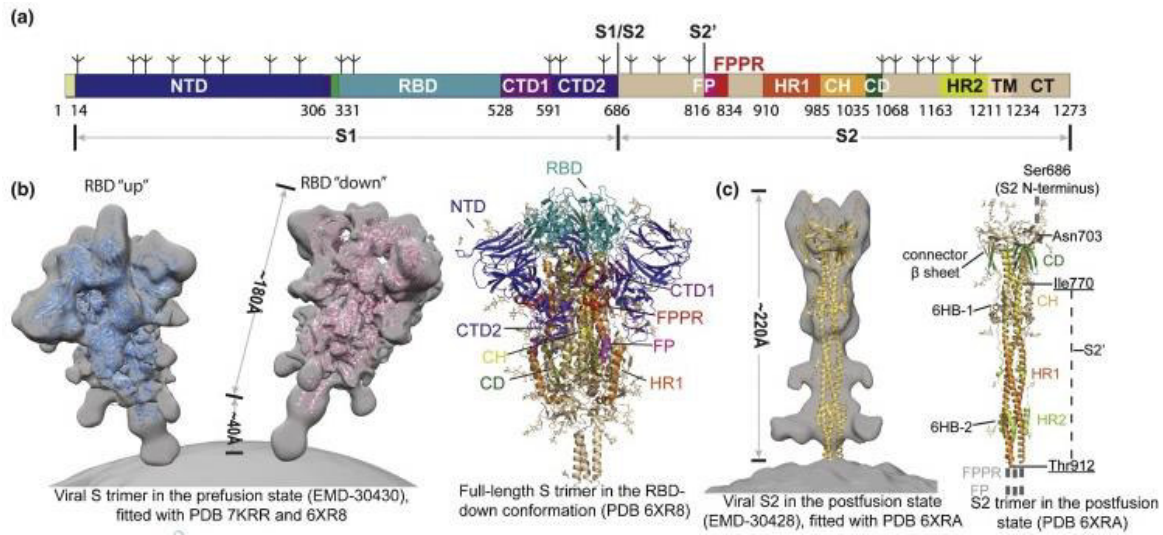 (a)
S1/S2 S2' FPPR
NTD RBD CTD1 CTD2 FP HR1 CH CD HR2 TM CT
1 14 306 331 528 591 686 816 834 910 985 1035 1068 1163 1211 1234 1273
S1 S2
(b)
RBD "up"
RBD "down"
~180Å
~40Å
Viral S trimer in the prefusion state (EMD-30430),
fitted with PDB 7KRR and 6XR8
RBD
NTD
CTD1
FPPR
CTD2
CH
FP
CD
HR1
Full-length S trimer in the RBD-
down conformation (PDB 6XR8)
(c)
~220Å
Viral S2 in the postfusion state
(EMD-30428), fitted with PDB 6XRA
Ser686
(S2 N-terminus)
Asn703
connector
β sheet
CD
Ile770
CH
6HB-1
S2'
HR1
6HB-2
HR2
Thr912
FPPR
FP
S2 trimer in the postfusion
state (PDB 6XRA)